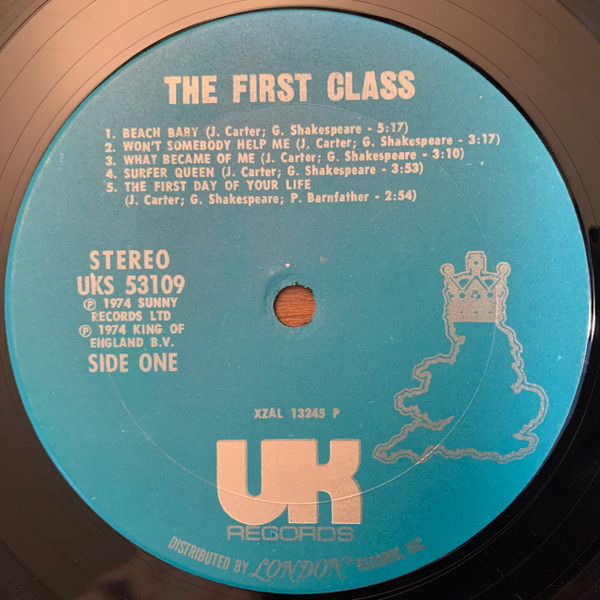 THE FIRST CLASS
1. BEACH BABY (J. Carter; G. Shakespeare - 5:17)
2. WON'T SOMEBODY HELP ME (J. Carter; G. Shakespeare - 3:17)
3. WHAT BECAME OF ME (J. Carter; G. Shakespeare - 3:10)
4. SURFER QUEEN (J. Carter; G. Shakespeare - 3:53)
5. THE FIRST DAY OF YOUR LIFE
(J. Carter; G. Shakespeare; P. Barnfather - 2:54)
STEREO
UKS 53109
℗ 1974 SUNNY
RECORDS LTD
℗ 1974 KING OF
EHGLAND B.V.
SIDE ONE
XZAL 13245 P
UK
RECORDS
DISTRIBUTED BY LONDON® RECORDS, INC.